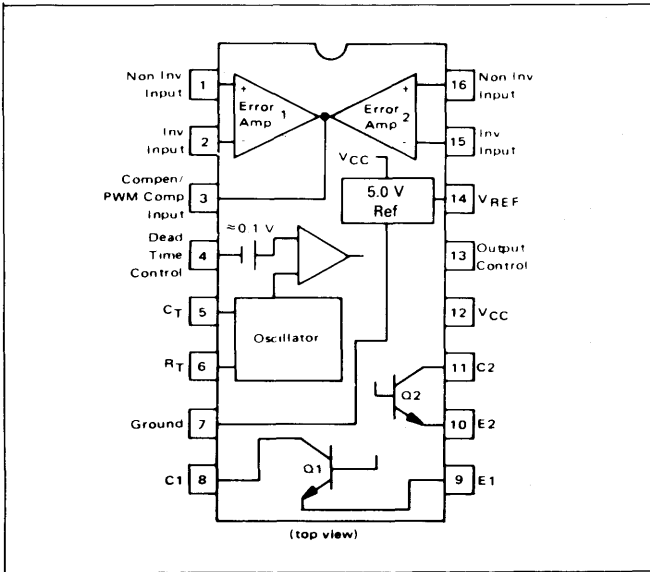 Non Inv
Input
1
+
Error
Amp 1
-
Inv
Input
2
Compen/
PWM Comp
Input
3
Dead
Time
Control
4
≈0.1 V
CT
5
Oscillator
RT
6
Ground
7
C1
8
Q1
16
Non Inv
Input
+
Error
Amp 2
-
15
Inv
Input
VCC
5.0 V
Ref
14
VREF
13
Output
Control
12
VCC
11
C2
Q2
10
E2
9
E1
(top view)